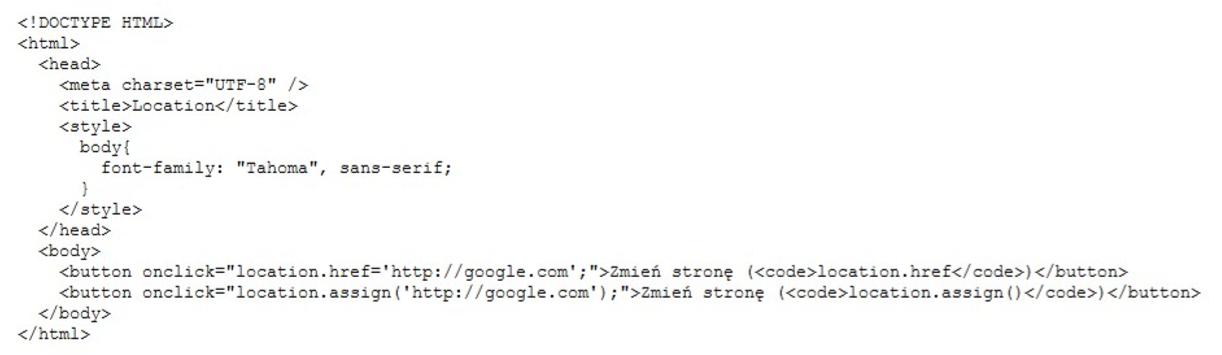 <!DOCTYPE HTML>
<html>
  <head>
    <meta charset="UTF-8" />
    <title>Location</title>
    <style>
      body{
        font-family: "Tahoma", sans-serif;
      }
    </style>
  </head>
  <body>
    <button onclick="location.href='http://google.com';">Zmień stronę (<code>location.href</code>)</button>
    <button onclick="location.assign('http://google.com');">Zmień stronę (<code>location.assign()</code>)</button>
  </body>
</html>